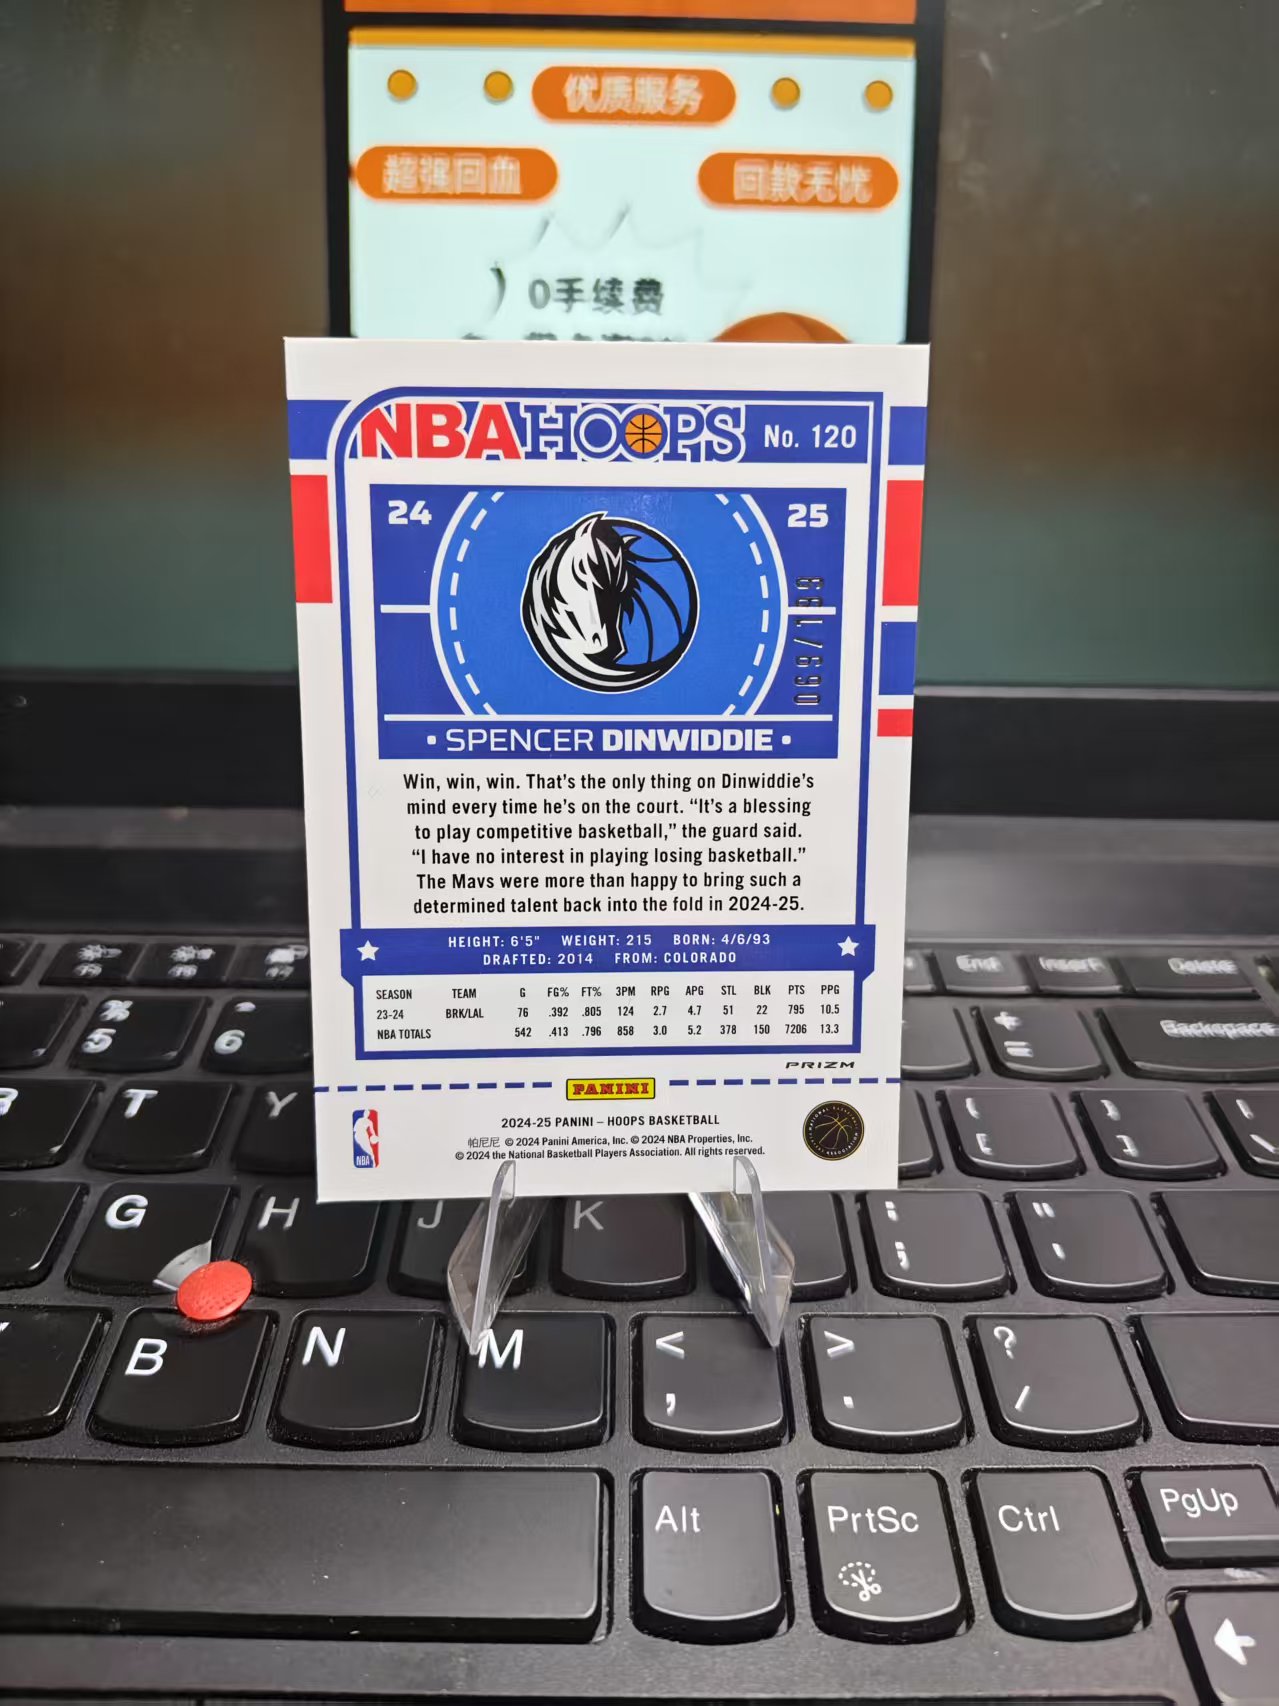 优质服务
超强回血
回款无忧
0手续费
NBA HOOPS No. 120
24
25
090/199
• SPENCER DINWIDDIE •
Win, win, win. That's the only thing on Dinwiddie's
mind every time he's on the court. “It's a blessing
to play competitive basketball,” the guard said.
“I have no interest in playing losing basketball.”
The Mavs were more than happy to bring such a
determined talent back into the fold in 2024-25.
HEIGHT: 6'5" WEIGHT: 215 BORN: 4/6/93
DRAFTED: 2014 FROM: COLORADO
SEASON TEAM G FG% FT% 3PM RPG APG STL BLK PTS PPG
23-24 BRK/LAL 76 .392 .805 124 2.7 4.7 51 22 795 10.5
NBA TOTALS 542 .413 .796 858 3.0 5.2 378 150 7206 13.3
PRIZM
PANINI
2024-25 PANINI – HOOPS BASKETBALL
帕尼尼 © 2024 Panini America, Inc. © 2024 NBA Properties, Inc.
© 2024 the National Basketball Players Association. All rights reserved.
NBA
End Insert Delete
% 5 6 + = Backspace
R T Y { [ } ]
G H J K L : ; " '
B N M < , > . ? /
Alt PrtSc Ctrl PgUp